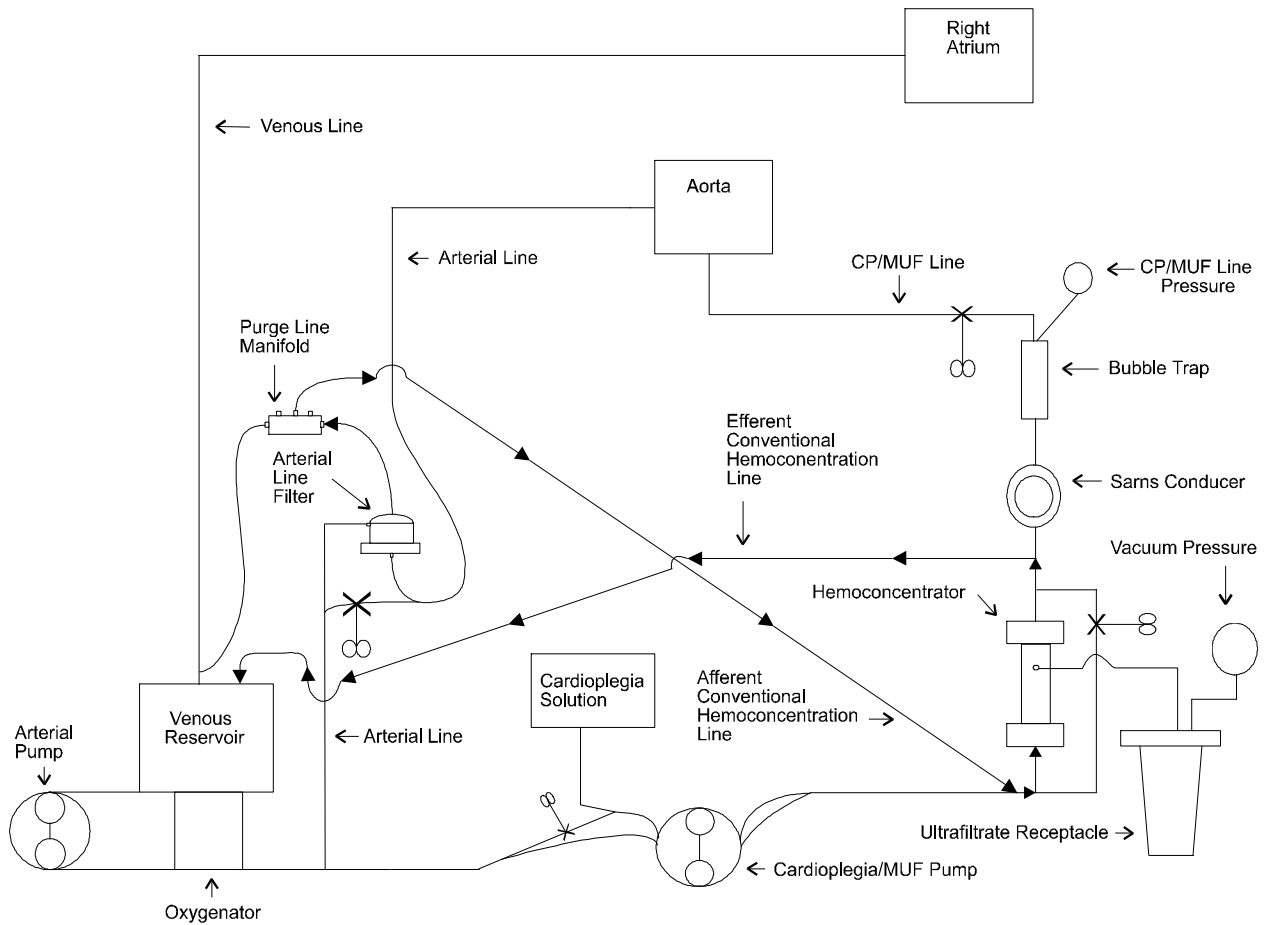 Right
Atrium
Venous Line
Aorta
Arterial Line
CP/MUF Line
CP/MUF Line
Pressure
Purge Line
Manifold
Bubble Trap
Efferent
Conventional
Hemoconentration
Line
Arterial
Line
Filter
Sarns Conducer
Vacuum Pressure
Hemoconcentrator
Cardioplegia
Solution
Afferent
Conventional
Hemoconcentration
Line
Venous
Reservoir
Arterial
Pump
Arterial Line
Ultrafiltrate Receptacle
Cardioplegia/MUF Pump
Oxygenator